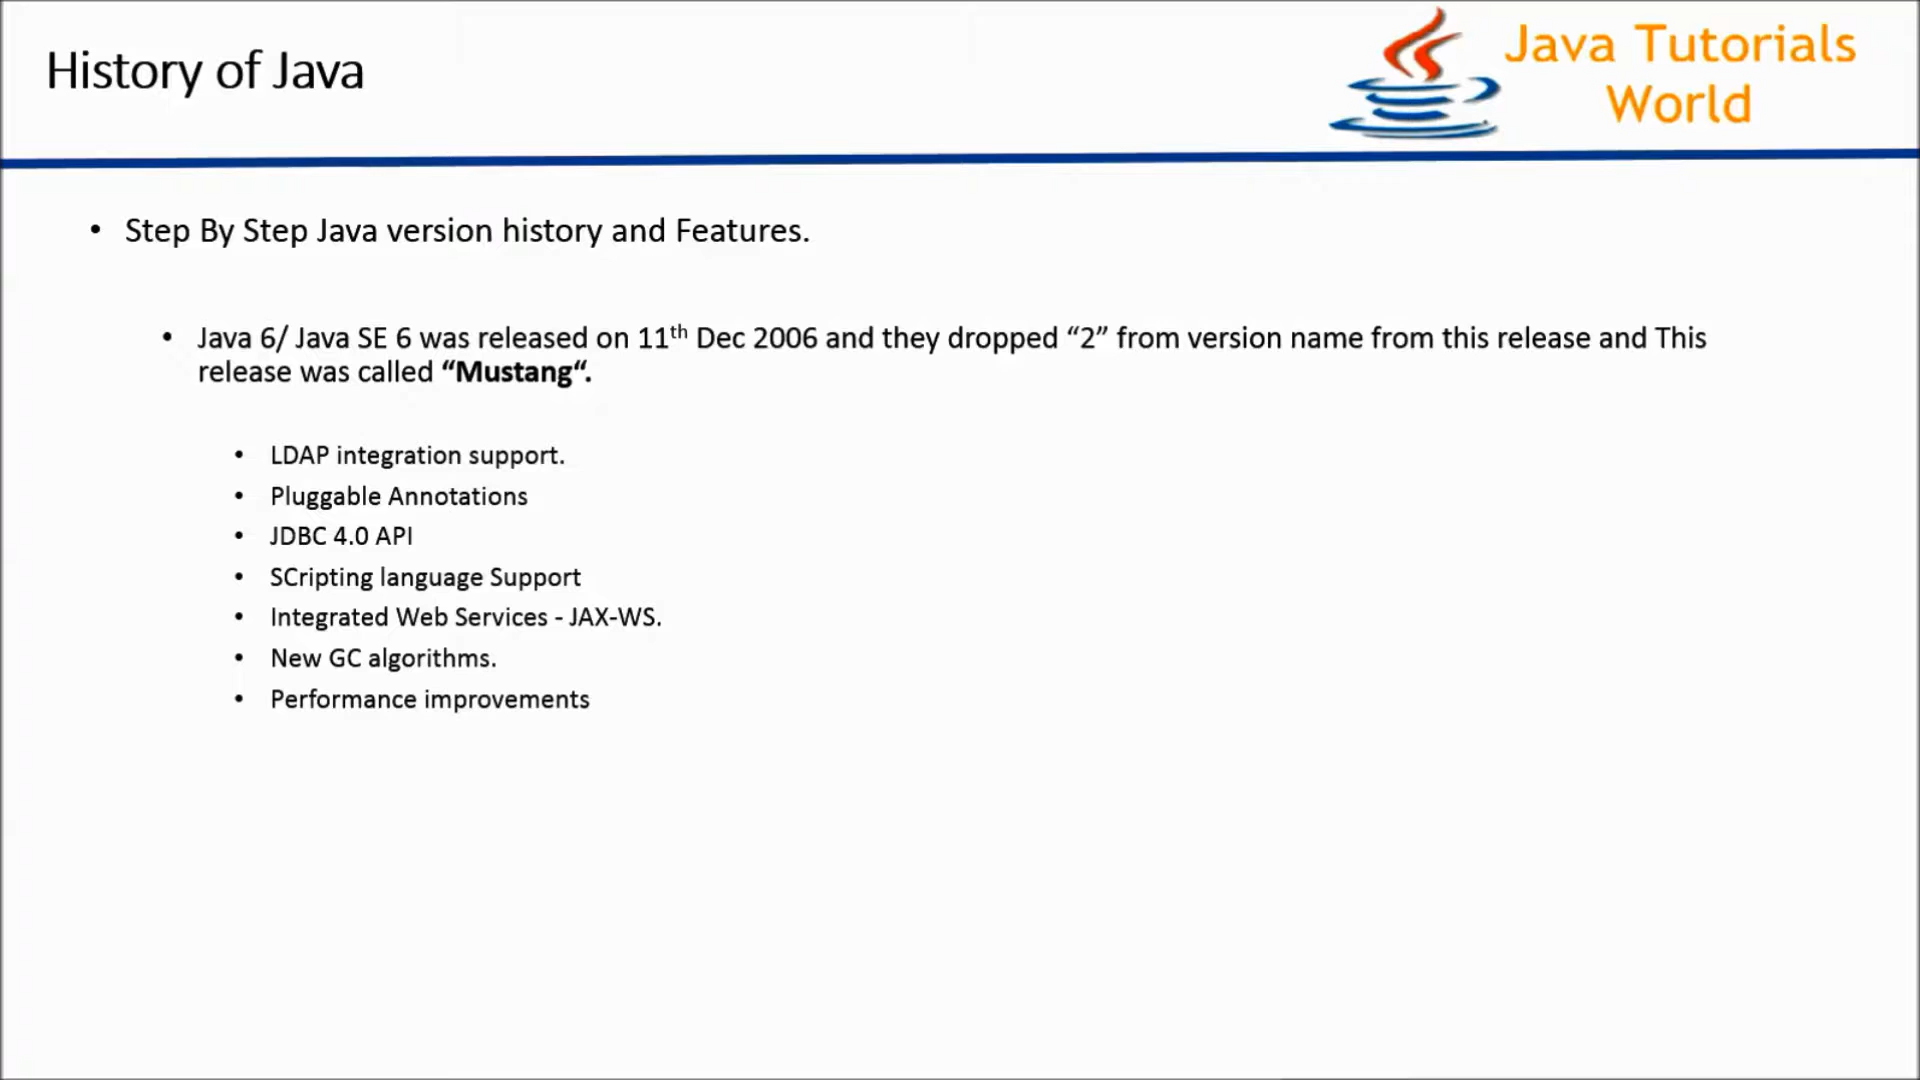 History of Java
Java Tutorials
World
• Step By Step Java version history and Features.
• Java 6/ Java SE 6 was released on 11th Dec 2006 and they dropped “2” from version name from this release and This
release was called “Mustang“.
• LDAP integration support.
• Pluggable Annotations
• JDBC 4.0 API
• SCripting language Support
• Integrated Web Services - JAX-WS.
• New GC algorithms.
• Performance improvements